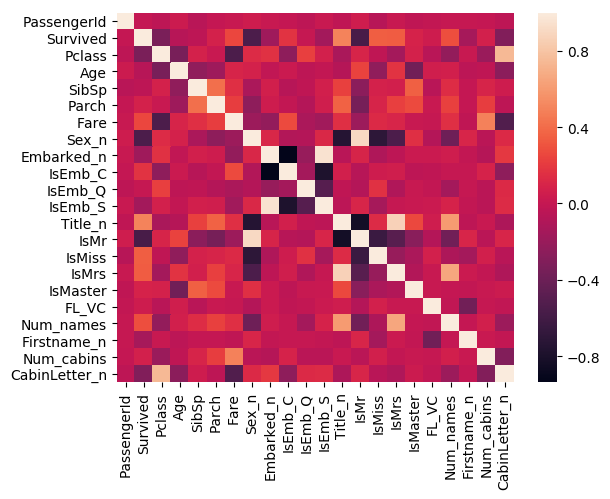 PassengerId
Survived
Pclass
Age
SibSp
Parch
Fare
Sex_n
Embarked_n
IsEmb_C
IsEmb_Q
IsEmb_S
Title_n
IsMr
IsMiss
IsMrs
IsMaster
FL_VC
Num_names
Firstname_n
Num_cabins
CabinLetter_n
PassengerId
Survived
Pclass
Age
SibSp
Parch
Fare
Sex_n
Embarked_n
IsEmb_C
IsEmb_Q
IsEmb_S
Title_n
IsMr
IsMiss
IsMrs
IsMaster
FL_VC
Num_names
Firstname_n
Num_cabins
CabinLetter_n
0.8
0.4
0.0
−0.4
−0.8